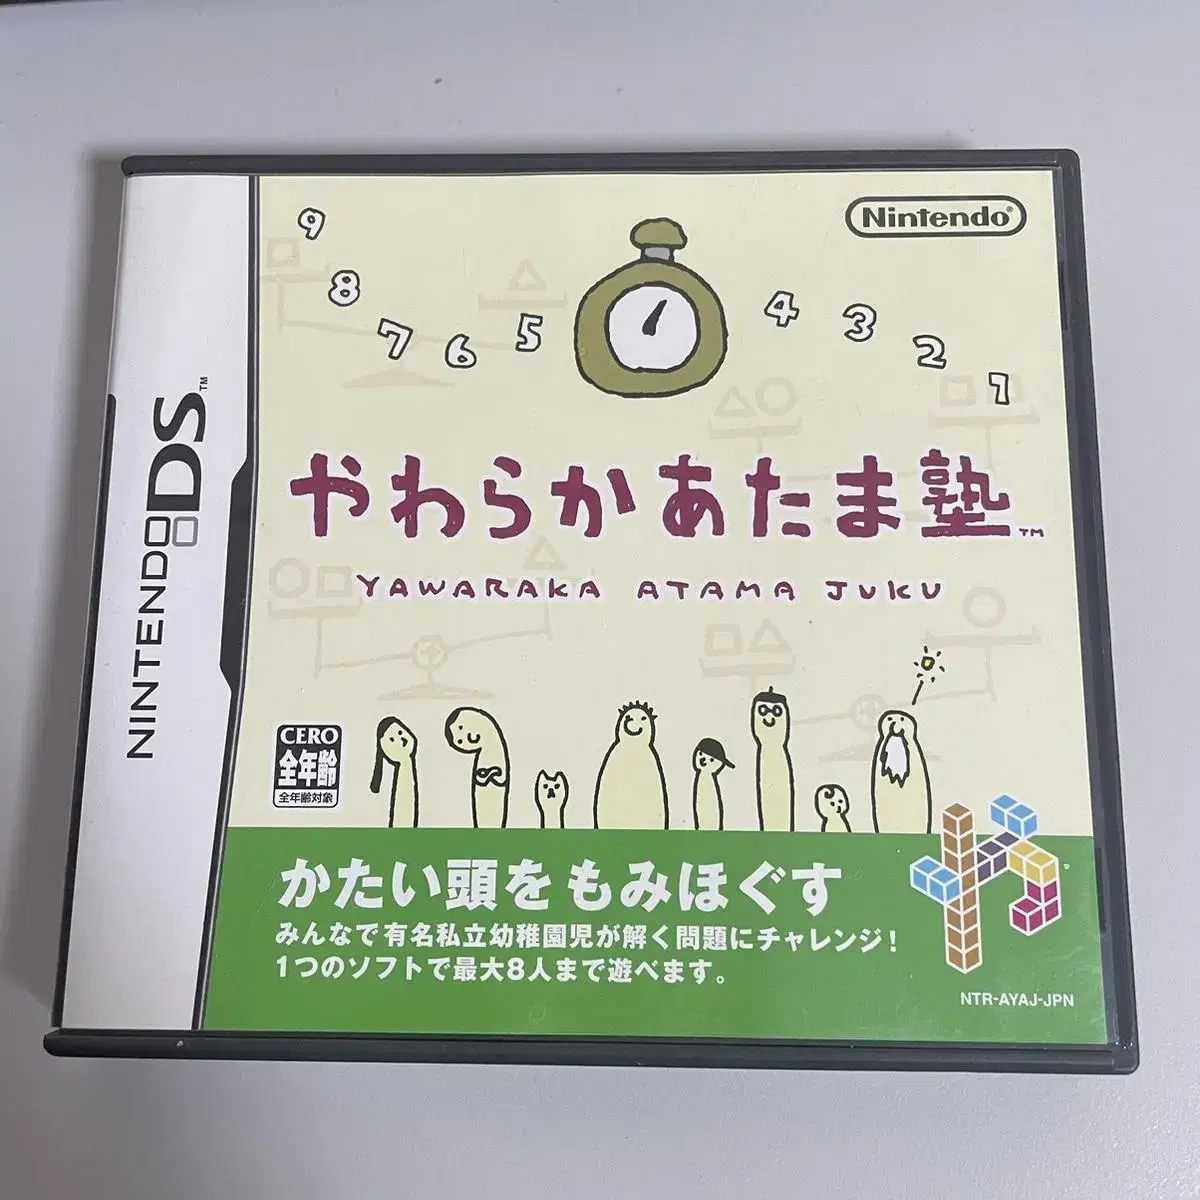 Nintendo®
9 8 7 6 5 4 3 2 1
NINTENDO DS™
やわらかあたま塾™
YAWARAKA ATAMA JUKU
CERO
全年齢
全年齢対象
かたい頭をもみほぐす
みんなで有名私立幼稚園児が解く問題にチャレンジ！
1つのソフトで最大8人まで遊べます。
NTR-AYAJ-JPN